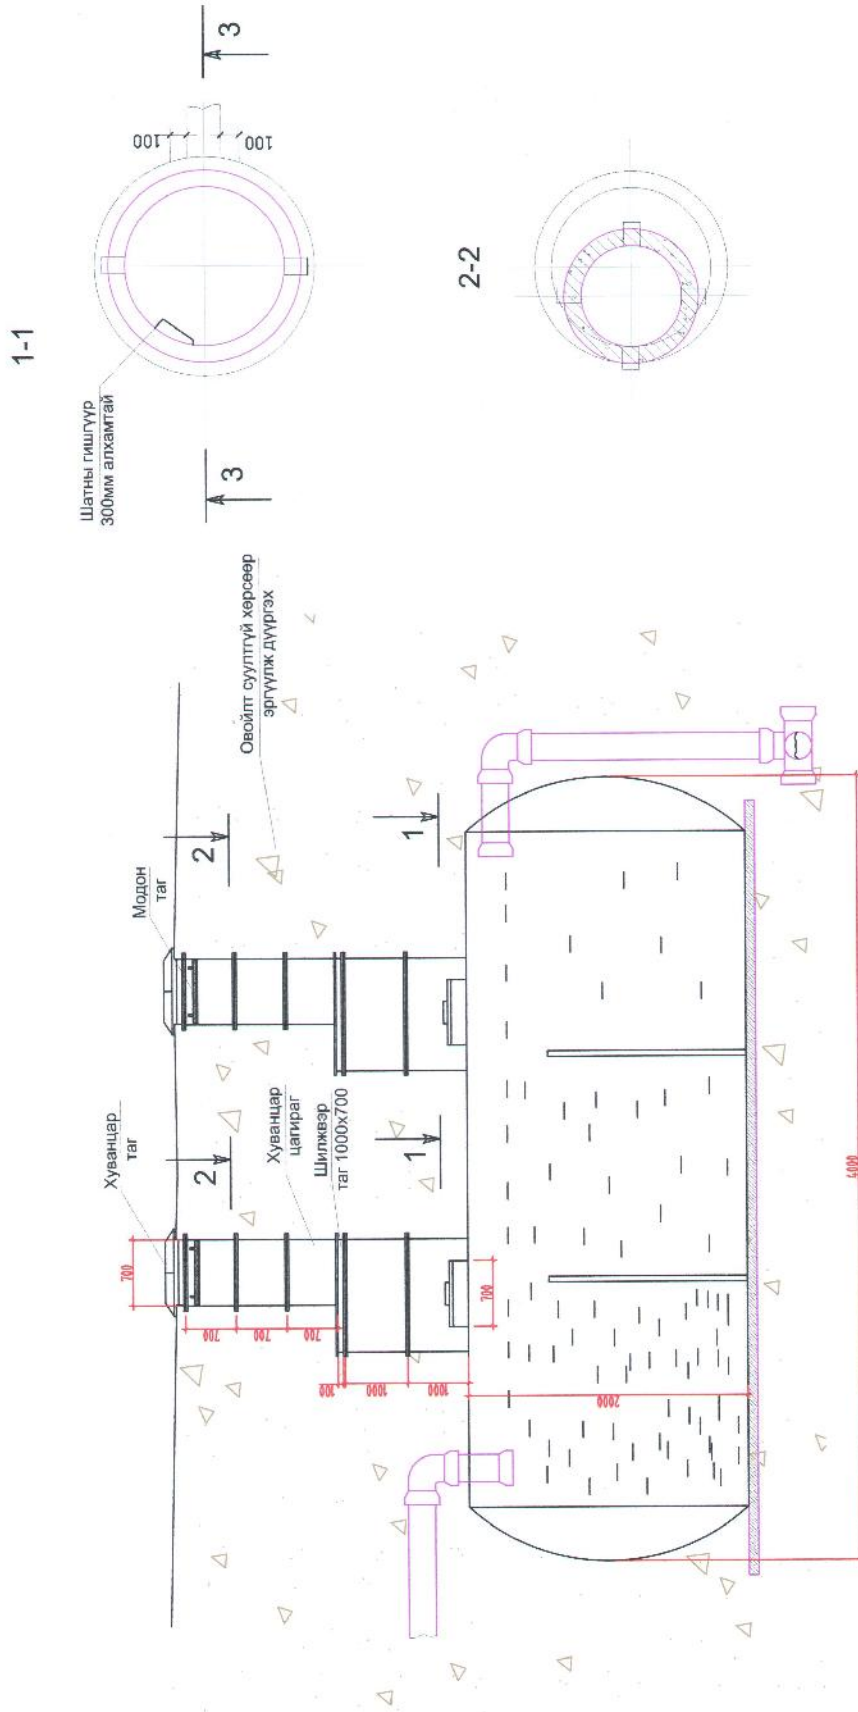 1-1
Шатны гишгүүр
300мм алхамтай
100
100
3
3
2-2
Овойлт суултгүй хөрсөөр
эргүүлж дүүргэх
Хуванцар
таг
Модон
таг
2
2
Хуванцар
цагираг
Шилжвэр
таг 1000х700
1
1
700
700
700
700
100
1000
1000
700
2000
4000